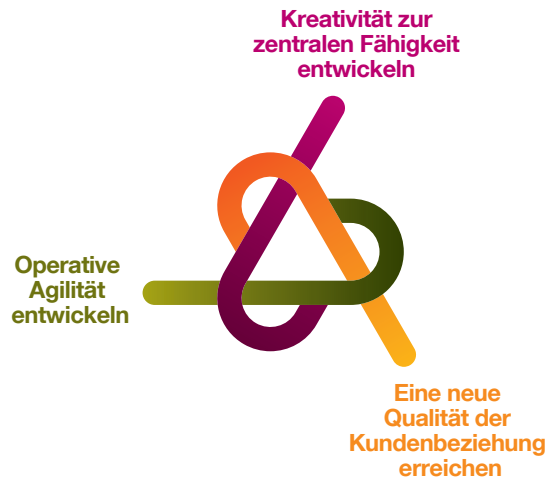 Kreativität zur
zentralen Fähigkeit
entwickeln
Operative
Agilität
entwickeln
Eine neue
Qualität der
Kundenbeziehung
erreichen